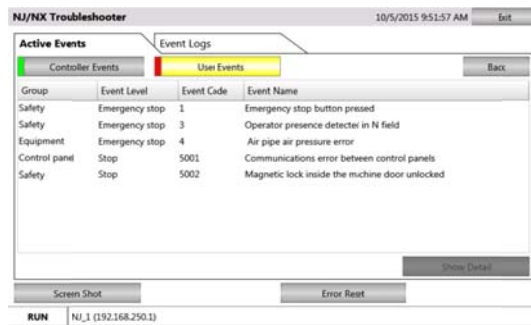 NJ/NX Troubleshooter 10/5/2015 9:51:57 AM Exit
Active Events Event Logs
Controller Events User Events Back
Group Event Level Event Code Event Name
Safety Emergency stop 1 Emergency stop button pressed
Safety Emergency stop 3 Operator presence detecter in N field
Equipment Emergency stop 4 Air pipe air pressure error
Control panel Stop 5001 Communications error between control panels
Safety Stop 5002 Magnetic lock inside the machine door unlocked
Show Detail
Screen Shot Error Reset
RUN NJ_1 (192.168.250.1)